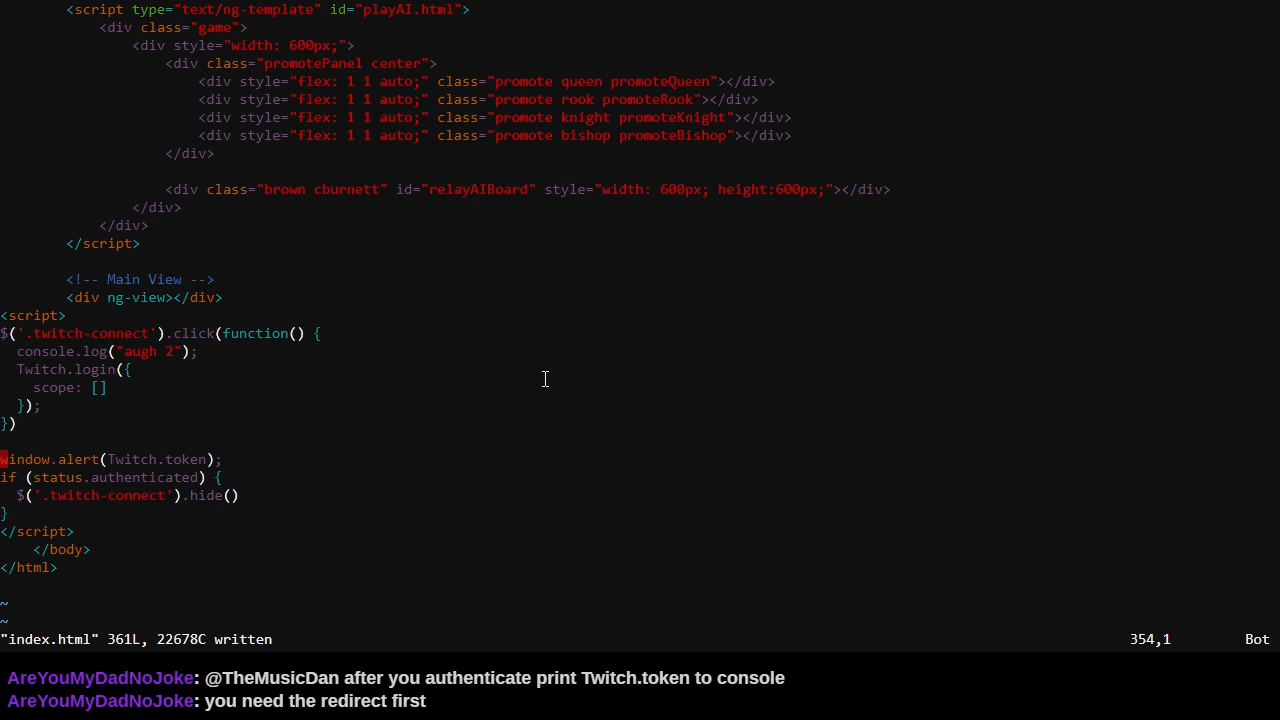 <script type="text/ng-template" id="playAI.html">
<div class="game">
<div style="width: 600px;">
<div class="promotePanel center">
<div style="flex: 1 1 auto;" class="promote queen promoteQueen"></div>
<div style="flex: 1 1 auto;" class="promote rook promoteRook"></div>
<div style="flex: 1 1 auto;" class="promote knight promoteKnight"></div>
<div style="flex: 1 1 auto;" class="promote bishop promoteBishop"></div>
</div>
<div class="brown cburnett" id="relayAIBoard" style="width: 600px; height:600px;"></div>
</div>
</div>
</script>
<!-- Main View -->
<div ng-view></div>
<script>
$('.twitch-connect').click(function() {
console.log("augh 2");
Twitch.login({
scope: []
});
})
window.alert(Twitch.token);
if (status.authenticated) {
$('.twitch-connect').hide()
}
</script>
</body>
</html>
~
~
"index.html" 361L, 22678C written 354,1 Bot
AreYouMyDadNoJoke: @TheMusicDan after you authenticate print Twitch.token to console
AreYouMyDadNoJoke: you need the redirect first